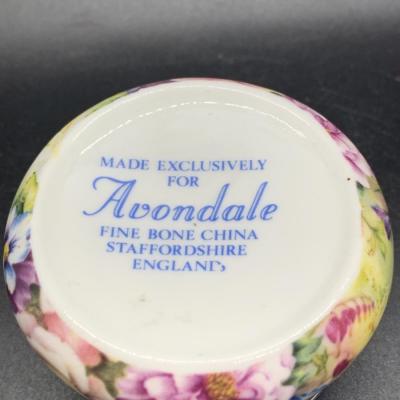 MADE EXCLUSIVELY
FOR
Avondale
FINE BONE CHINA
STAFFORDSHIRE
ENGLAND